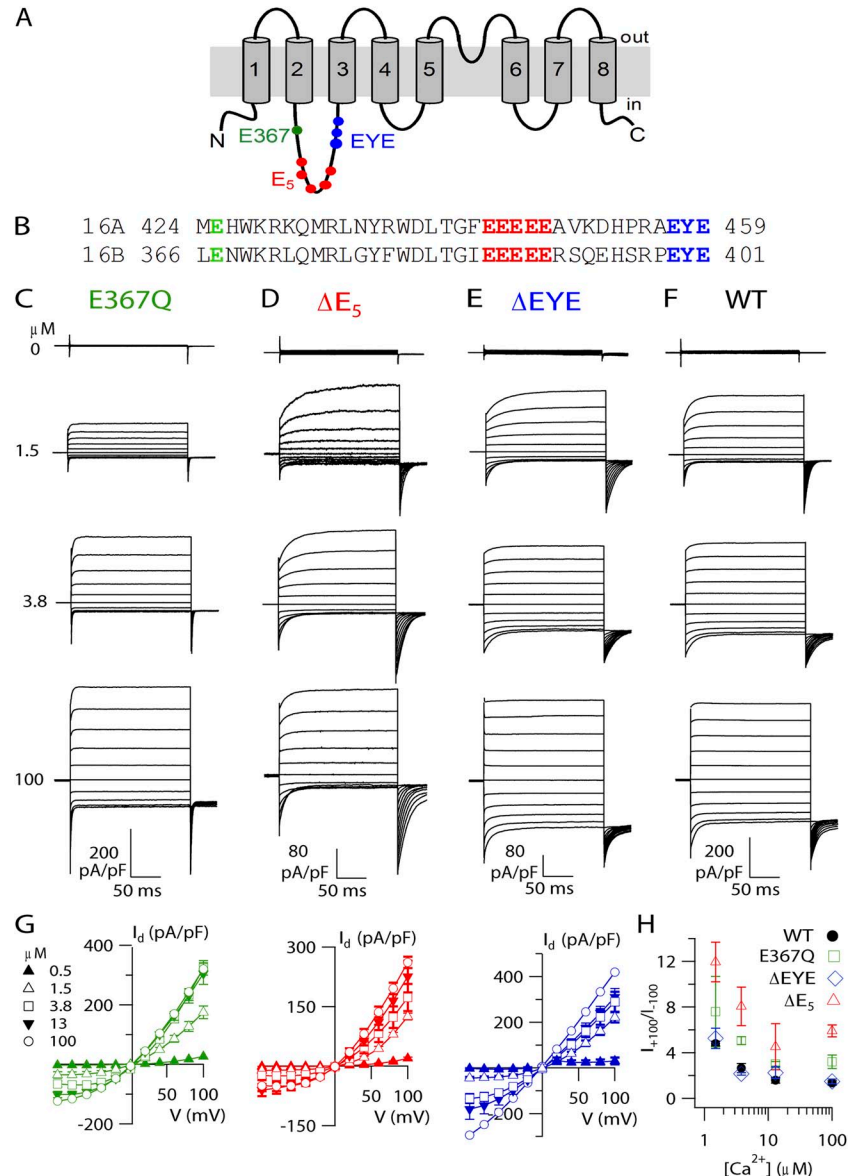 A
1 2 3 4 5 6 7 8
out
in
N
C
E367
EYE
E5
B
16A 424 MEHWKRKQMRLNYRWDLTGFEEEEEAVKDHPRAEYE 459
16B 366 LENWKRLQMRLGYFWDLTGIEEEEERSQEHSRPEYE 401
C E367Q
D ΔE5
E ΔEYE
F WT
μM
0
1.5
3.8
100
200
pA/pF
50 ms
80
pA/pF
50 ms
80
pA/pF
50 ms
200
pA/pF
50 ms
G
μM
0.5
1.5
3.8
13
100
Id (pA/pF)
400
200
-200
50 100
V (mV)
Id (pA/pF)
300
150
-150
50 100
V (mV)
Id (pA/pF)
400
200
-200
50 100
V (mV)
H
WT
E367Q
ΔEYE
ΔE5
I+100/I-100
12
8
4
0
1 10 100
[Ca2+] (μM)